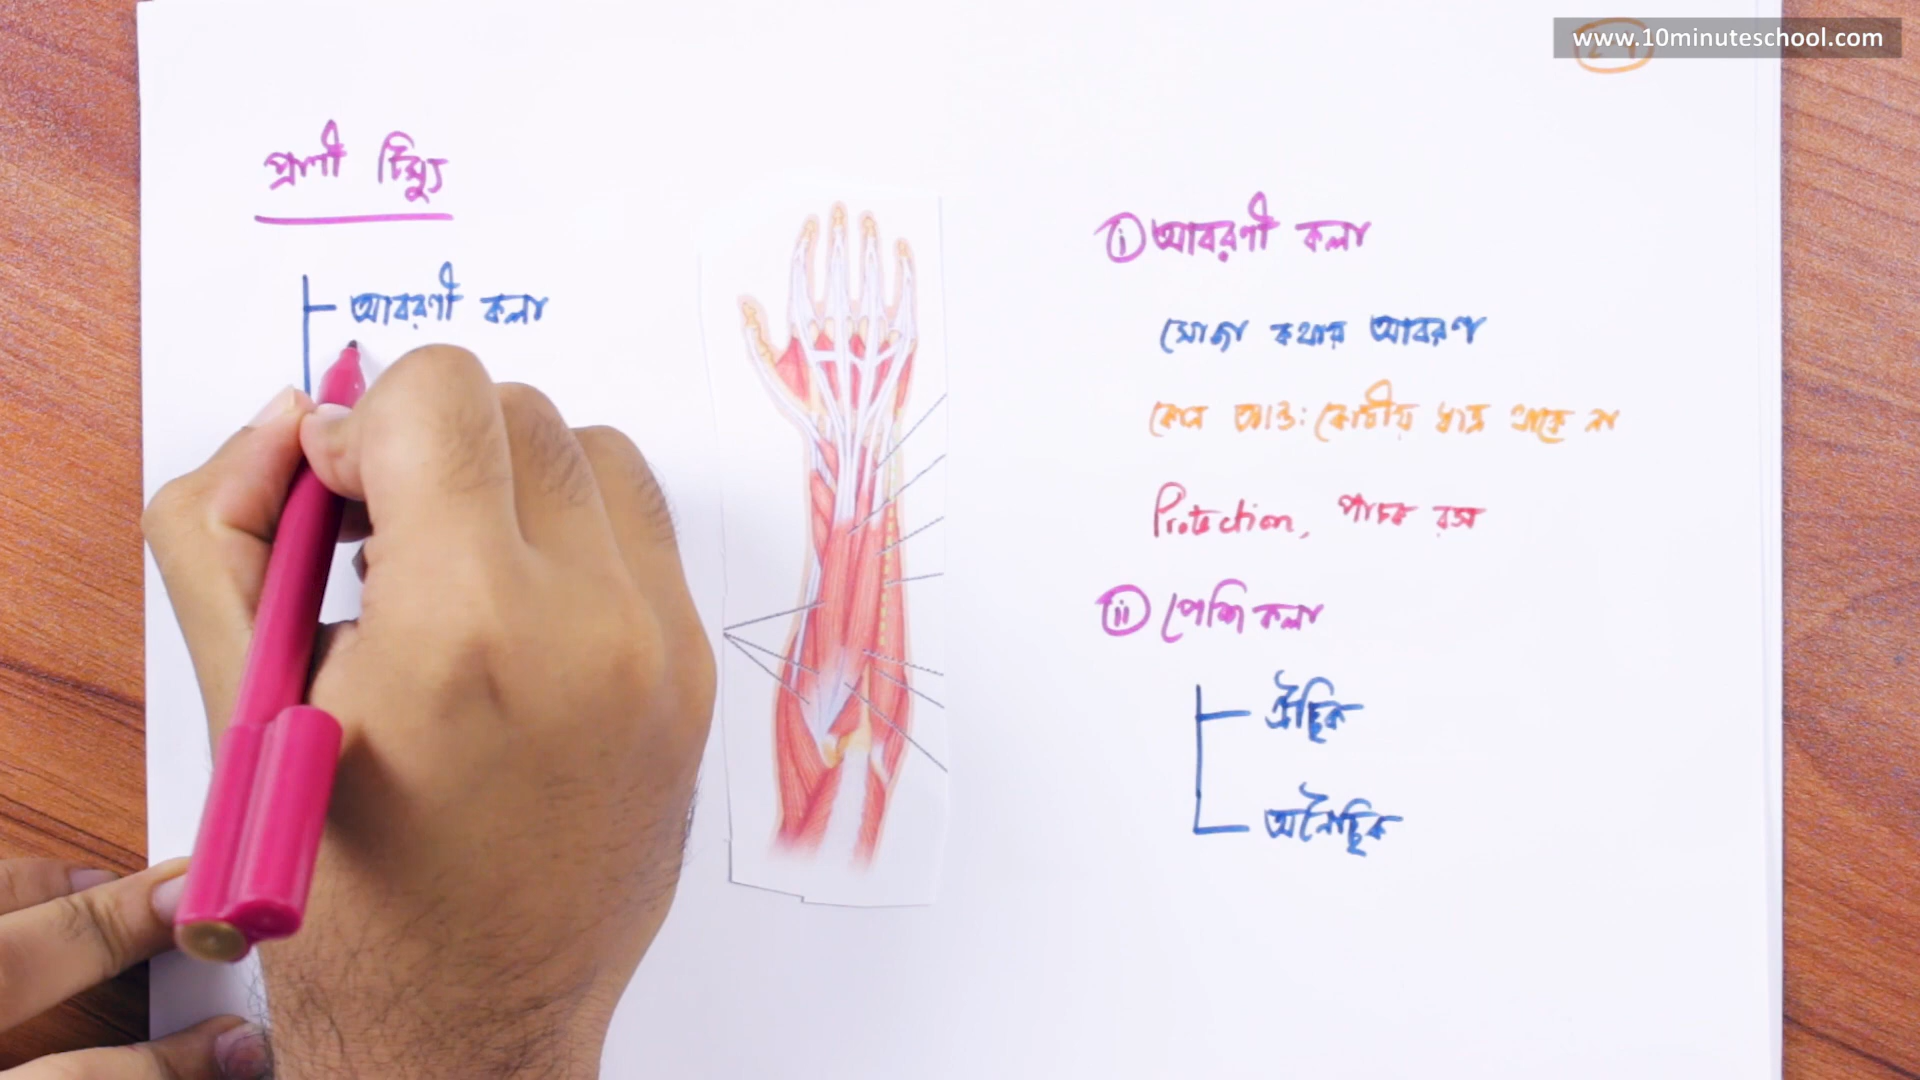 www.10minuteschool.com
প্রাণী টিস্যু
আবরণী কলা
i আবরণী কলা
সোজা কথায় আবরণ
কোন আন্ত: কোষীয় ধাত্র থাকে না
Protection, পাচক রস
ii পেশি কলা
ঐচ্ছিক
অনৈচ্ছিক